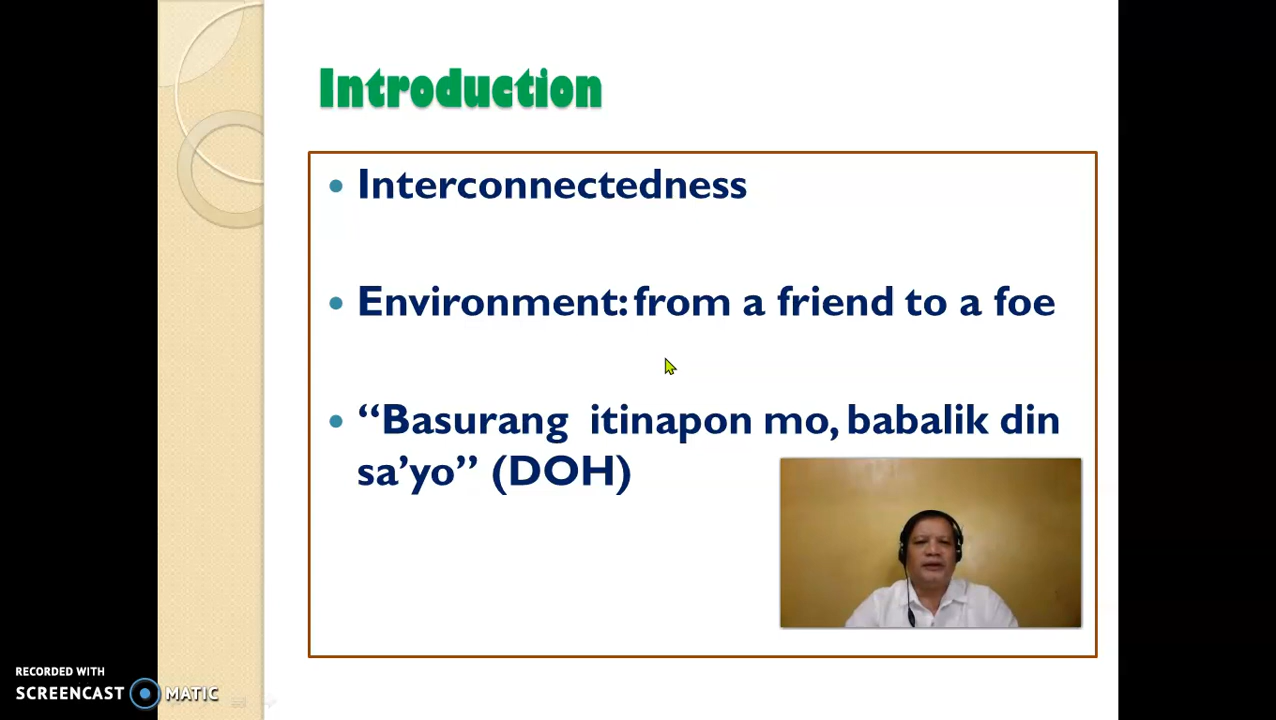 Introduction
• Interconnectedness
• Environment: from a friend to a foe
• “Basurang itinapon mo, babalik din
sa’yo” (DOH)
RECORDED WITH
SCREENCAST MATIC